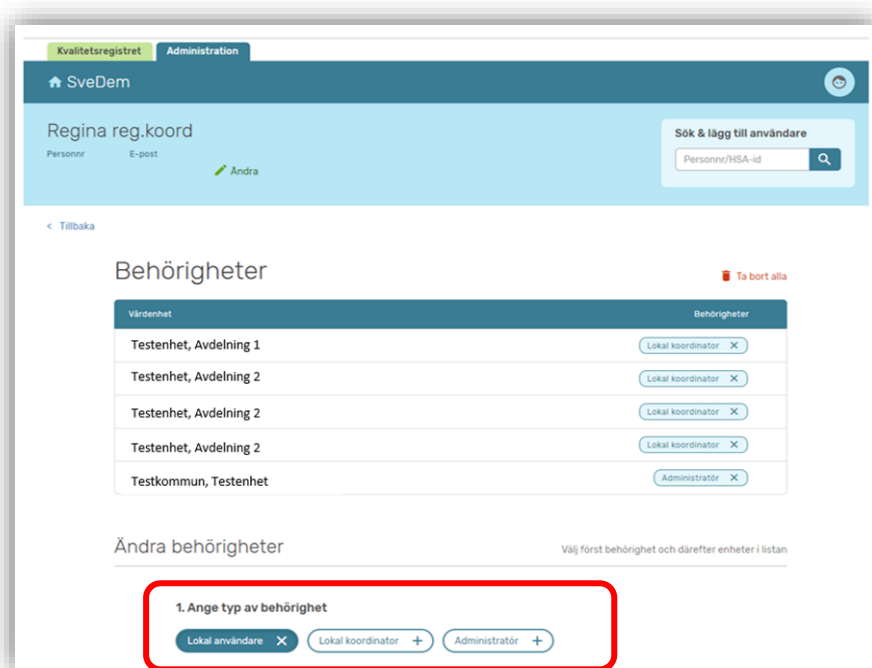 Kvalitetsregistret Administration
SveDem
Regina reg.koord
Personnr E-post
Ändra
Sök & lägg till användare
Personnr/HSA-id
< Tillbaka
Behörigheter
Ta bort alla
Vårdenhet Behörigheter
Testenhet, Avdelning 1 Lokal koordinator X
Testenhet, Avdelning 2 Lokal koordinator X
Testenhet, Avdelning 2 Lokal koordinator X
Testenhet, Avdelning 2 Lokal koordinator X
Testkommun, Testenhet Administratör X
Ändra behörigheter Välj först behörighet och därefter enheter i listan
1. Ange typ av behörighet
Lokal användare X Lokal koordinator + Administratör +